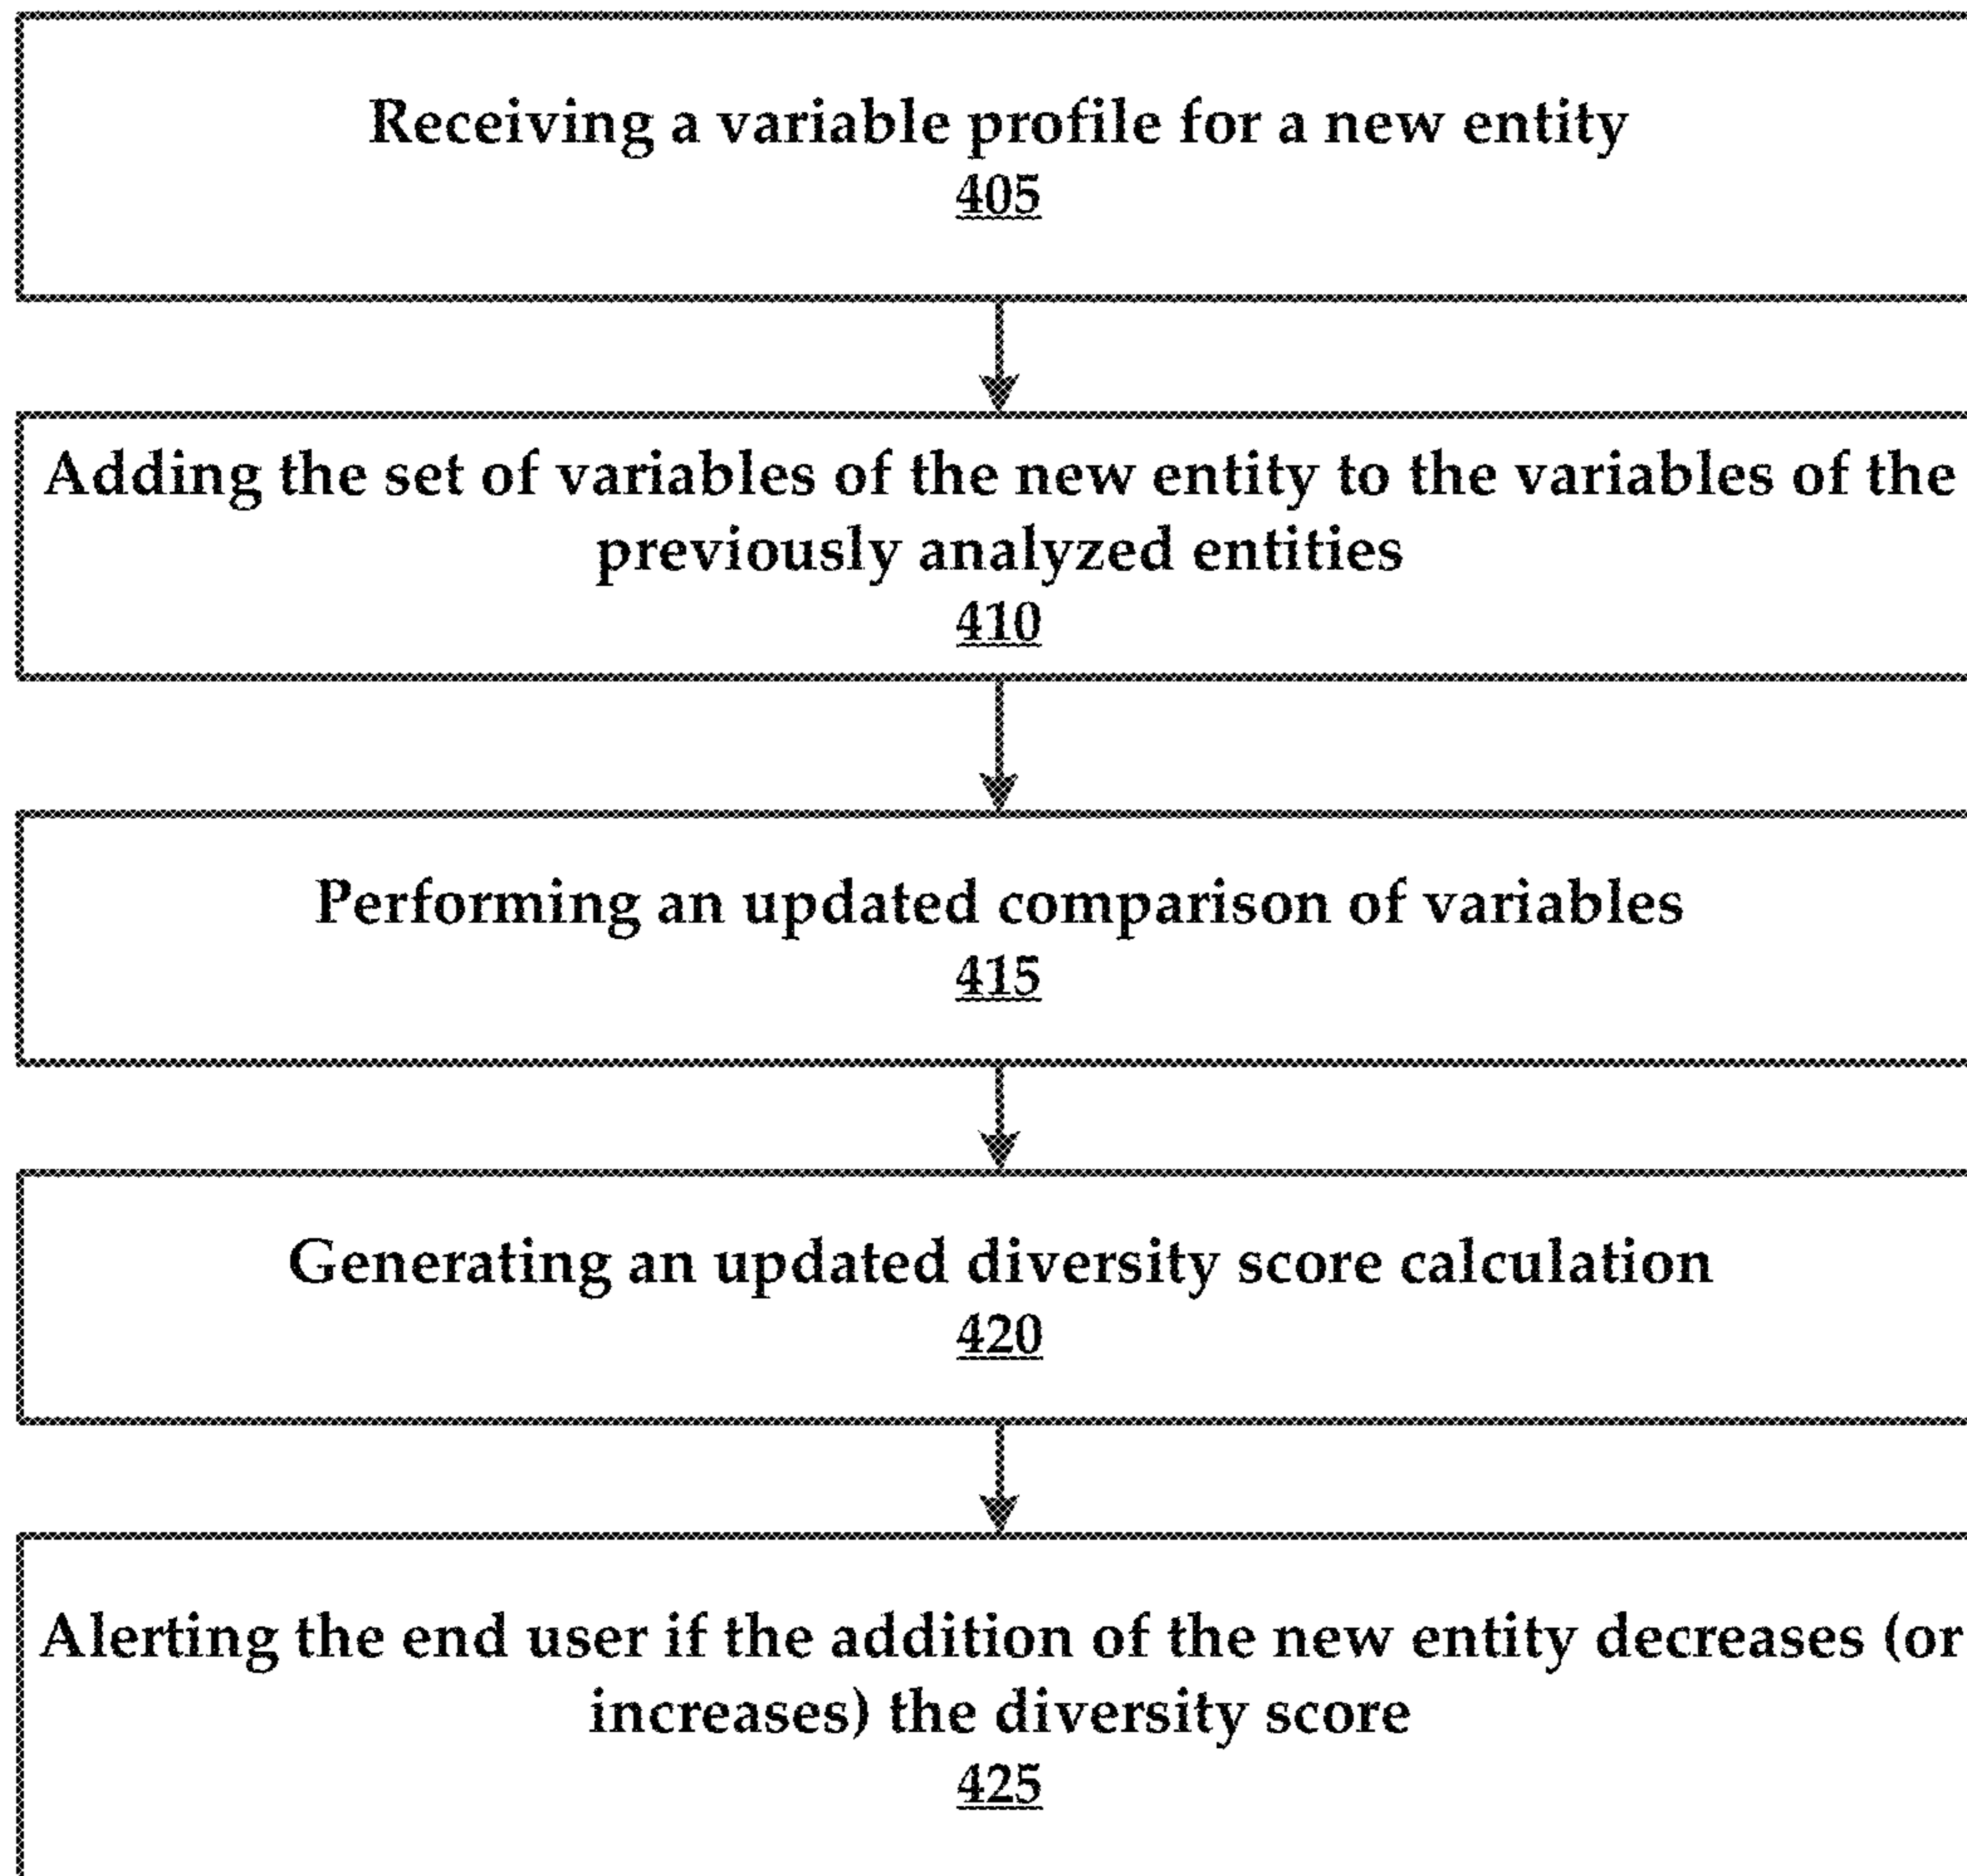 Receiving a variable profile for a new entity
405
Adding the set of variables of the new entity to the variables of the
previously analyzed entities
410
Performing an updated comparison of variables
415
Generating an updated diversity score calculation
420
Alerting the end user if the addition of the new entity decreases (or
increases) the diversity score
425